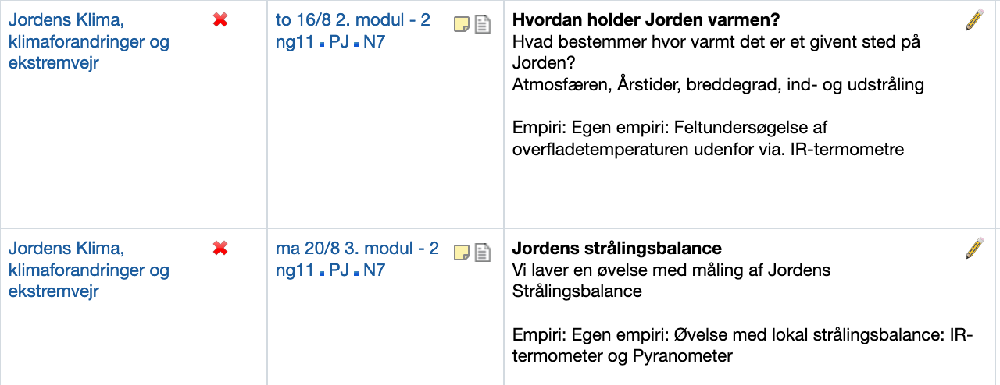 Jordens Klima,
klimaforandringer og
ekstremvejr
to 16/8 2. modul - 2
ng11 ▪ PJ ▪ N7
Hvordan holder Jorden varmen?
Hvad bestemmer hvor varmt det er et givent sted på
Jorden?
Atmosfæren, Årstider, breddegrad, ind- og udstråling
Empiri: Egen empiri: Feltundersøgelse af
overfladetemperaturen udenfor via. IR-termometre
Jordens Klima,
klimaforandringer og
ekstremvejr
ma 20/8 3. modul - 2
ng11 ▪ PJ ▪ N7
Jordens strålingsbalance
Vi laver en øvelse med måling af Jordens
Strålingsbalance
Empiri: Egen empiri: Øvelse med lokal strålingsbalance: IR-
termometer og Pyranometer